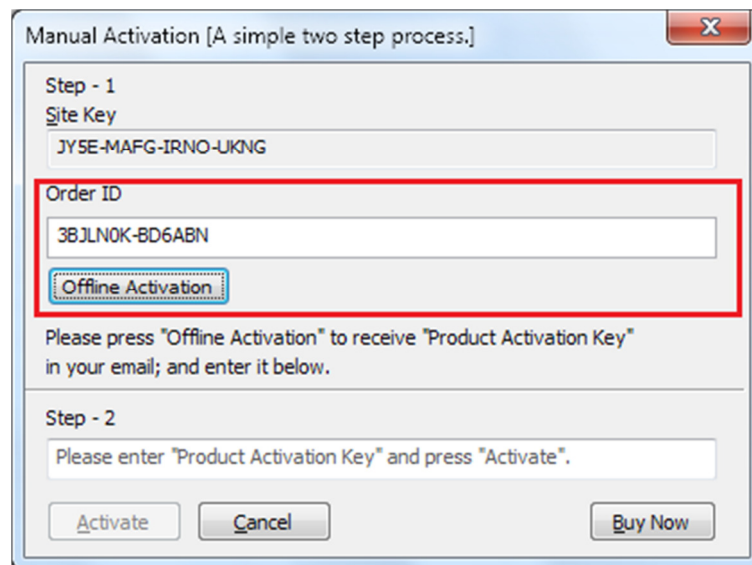 Manual Activation [A simple two step process.]
Step - 1
Site Key
JY5E-MAFG-IRNO-UKNG
Order ID
3BJLN0K-BD6ABN
Offline Activation
Please press "Offline Activation" to receive "Product Activation Key"
in your email; and enter it below.
Step - 2
Please enter "Product Activation Key" and press "Activate".
Activate
Cancel
Buy Now